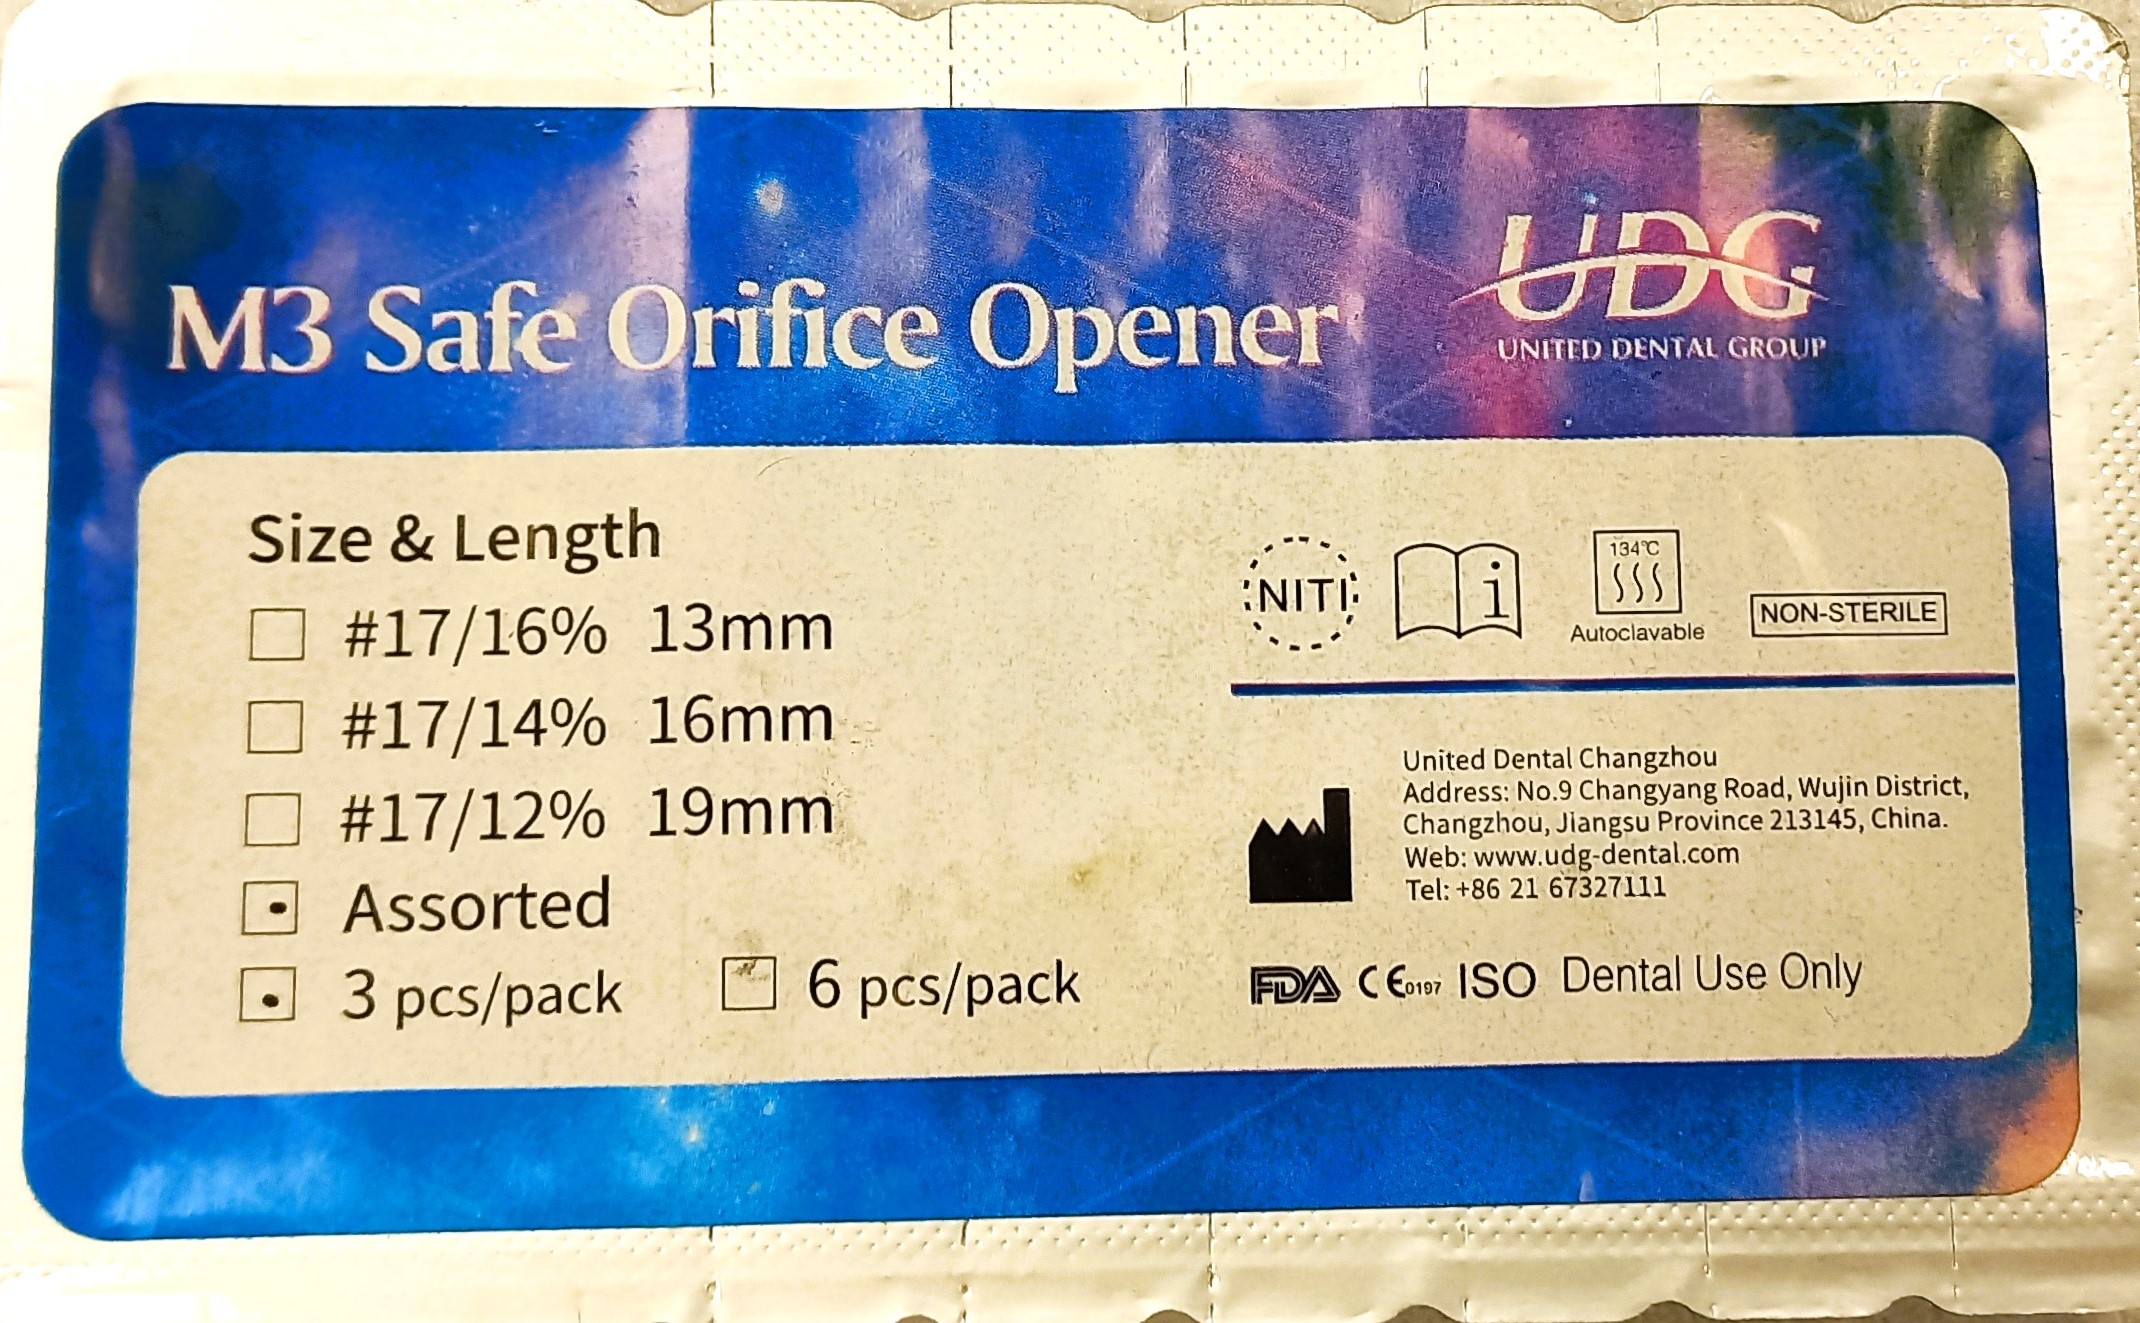 M3 Safe Orifice Opener
UDG
UNITED DENTAL GROUP
Size & Length
#17/16% 13mm
#17/14% 16mm
#17/12% 19mm
Assorted
3 pcs/pack
6 pcs/pack
NITI
i
134℃
Autoclavable
NON-STERILE
United Dental Changzhou
Address: No.9 Changyang Road, Wujin District,
Changzhou, Jiangsu Province 213145, China.
Web: www.udg-dental.com
Tel: +86 21 67327111
FDA CE0197 ISO Dental Use Only